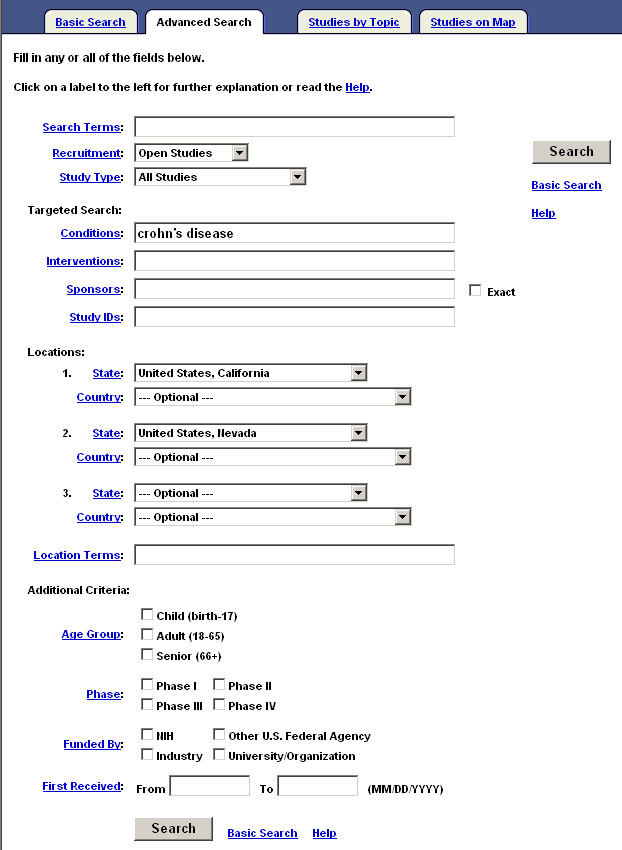 Basic Search Advanced Search Studies by Topic Studies on Map
Fill in any or all of the fields below.
Click on a label to the left for further explanation or read the Help.
Search Terms:
Recruitment: Open Studies
Search
Study Type: All Studies
Basic Search
Targeted Search:
Help
Conditions: crohn's disease
Interventions:
Sponsors: Exact
Study IDs:
Locations:
1. State: United States, California
Country: --- Optional ---
2. State: United States, Nevada
Country: --- Optional ---
3. State: --- Optional ---
Country: --- Optional ---
Location Terms:
Additional Criteria:
Age Group: Child (birth-17)
Adult (18-65)
Senior (66+)
Phase: Phase I Phase II
Phase III Phase IV
Funded By: NIH Other U.S. Federal Agency
Industry University/Organization
First Received: From To (MM/DD/YYYY)
Search Basic Search Help